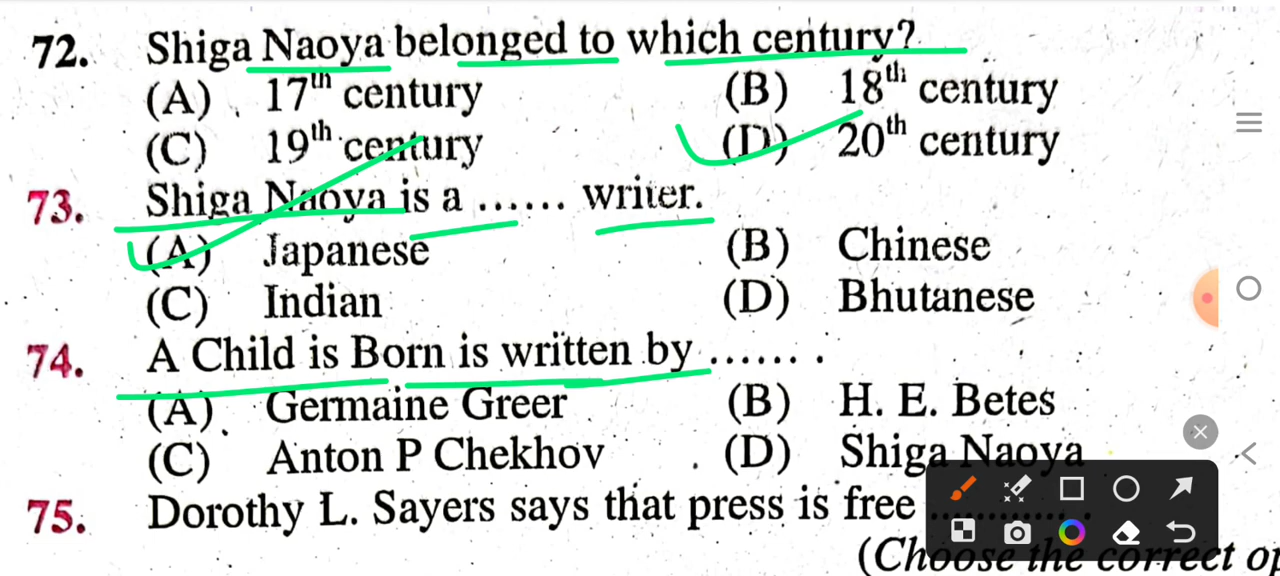 72. Shiga Naoya belonged to which century?
(A) 17th century (B) 18th century
(C) 19th century (D) 20th century
73. Shiga Naoya is a ...... writer.
(A) Japanese (B) Chinese
(C) Indian (D) Bhutanese
74. A Child is Born is written by ...... .
(A) Germaine Greer (B) H. E. Betes
(C) Anton P Chekhov (D) Shiga Naoya
75. Dorothy L. Sayers says that press is free ............
(Choose the correct